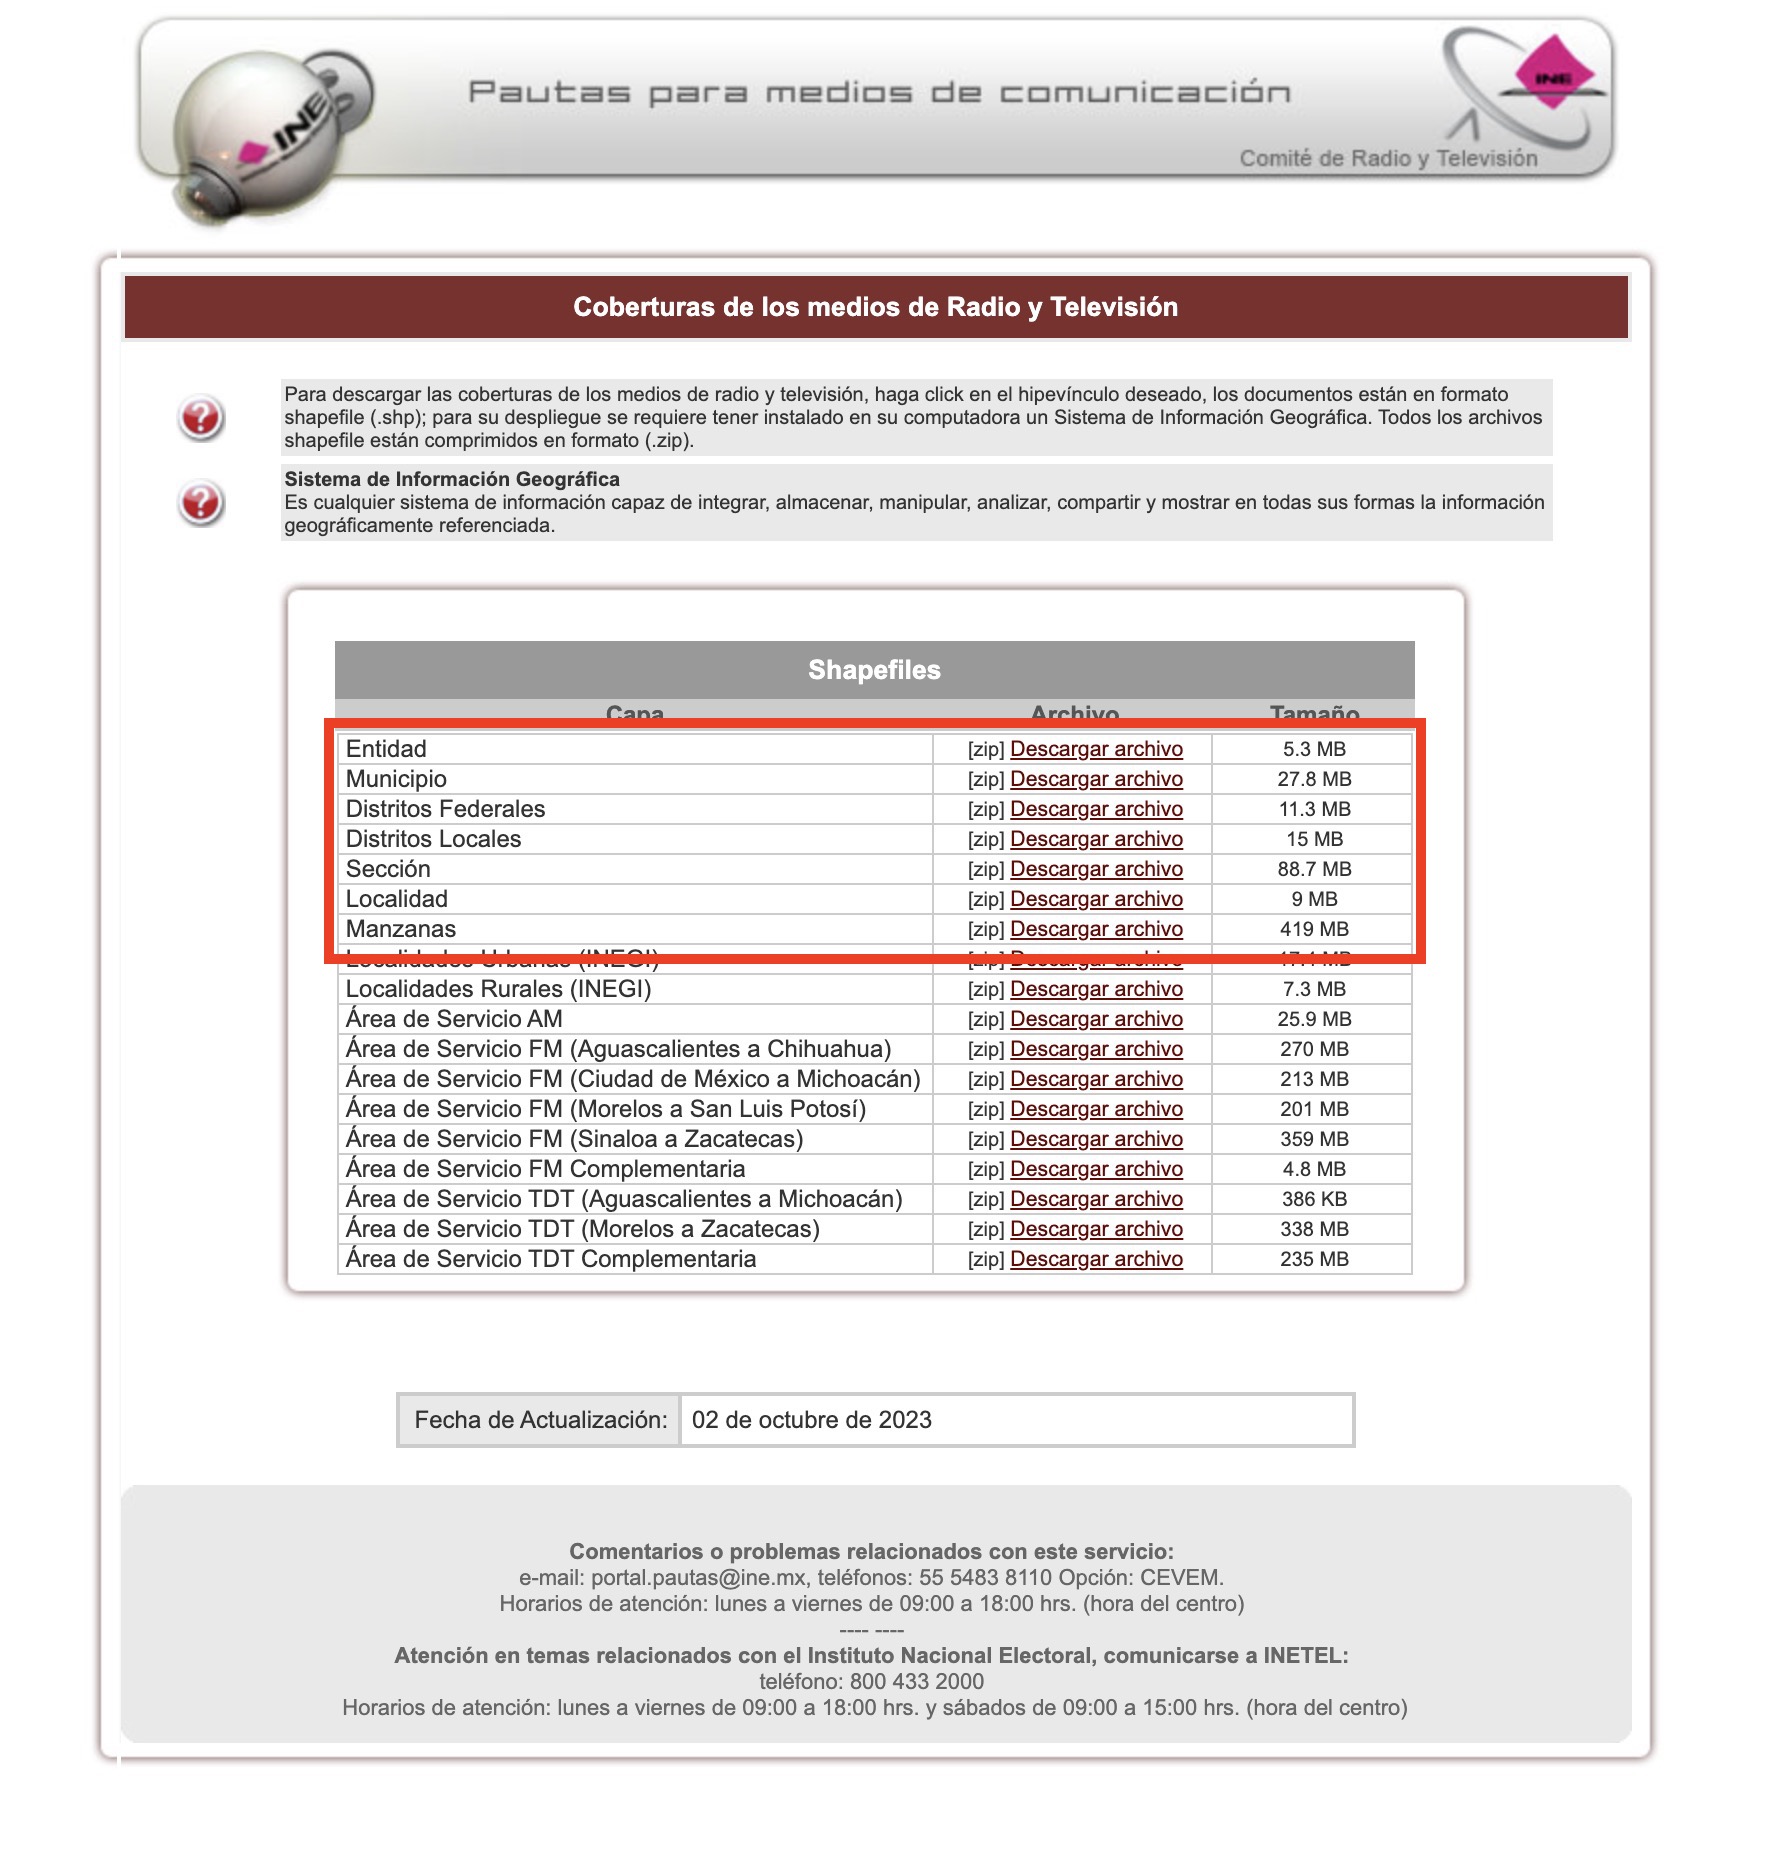 INE
Pautas para medios de comunicación
INE
Comité de Radio y Televisión
Coberturas de los medios de Radio y Televisión
Para descargar las coberturas de los medios de radio y televisión, haga click en el hipevínculo deseado, los documentos están en formato
shapefile (.shp); para su despliegue se requiere tener instalado en su computadora un Sistema de Información Geográfica. Todos los archivos
shapefile están comprimidos en formato (.zip).
Sistema de Información Geográfica
Es cualquier sistema de información capaz de integrar, almacenar, manipular, analizar, compartir y mostrar en todas sus formas la información
geográficamente referenciada.
Shapefiles
Capa Archivo Tamaño
Entidad [zip] Descargar archivo 5.3 MB
Municipio [zip] Descargar archivo 27.8 MB
Distritos Federales [zip] Descargar archivo 11.3 MB
Distritos Locales [zip] Descargar archivo 15 MB
Sección [zip] Descargar archivo 88.7 MB
Localidad [zip] Descargar archivo 9 MB
Manzanas [zip] Descargar archivo 419 MB
Localidades Urbanas (INEGI) [zip] Descargar archivo 17.4 MB
Localidades Rurales (INEGI) [zip] Descargar archivo 7.3 MB
Área de Servicio AM [zip] Descargar archivo 25.9 MB
Área de Servicio FM (Aguascalientes a Chihuahua) [zip] Descargar archivo 270 MB
Área de Servicio FM (Ciudad de México a Michoacán) [zip] Descargar archivo 213 MB
Área de Servicio FM (Morelos a San Luis Potosí) [zip] Descargar archivo 201 MB
Área de Servicio FM (Sinaloa a Zacatecas) [zip] Descargar archivo 359 MB
Área de Servicio FM Complementaria [zip] Descargar archivo 4.8 MB
Área de Servicio TDT (Aguascalientes a Michoacán) [zip] Descargar archivo 386 KB
Área de Servicio TDT (Morelos a Zacatecas) [zip] Descargar archivo 338 MB
Área de Servicio TDT Complementaria [zip] Descargar archivo 235 MB
Fecha de Actualización: 02 de octubre de 2023
Comentarios o problemas relacionados con este servicio:
e-mail: portal.pautas@ine.mx, teléfonos: 55 5483 8110 Opción: CEVEM.
Horarios de atención: lunes a viernes de 09:00 a 18:00 hrs. (hora del centro)
---- ----
Atención en temas relacionados con el Instituto Nacional Electoral, comunicarse a INETEL:
teléfono: 800 433 2000
Horarios de atención: lunes a viernes de 09:00 a 18:00 hrs. y sábados de 09:00 a 15:00 hrs. (hora del centro)